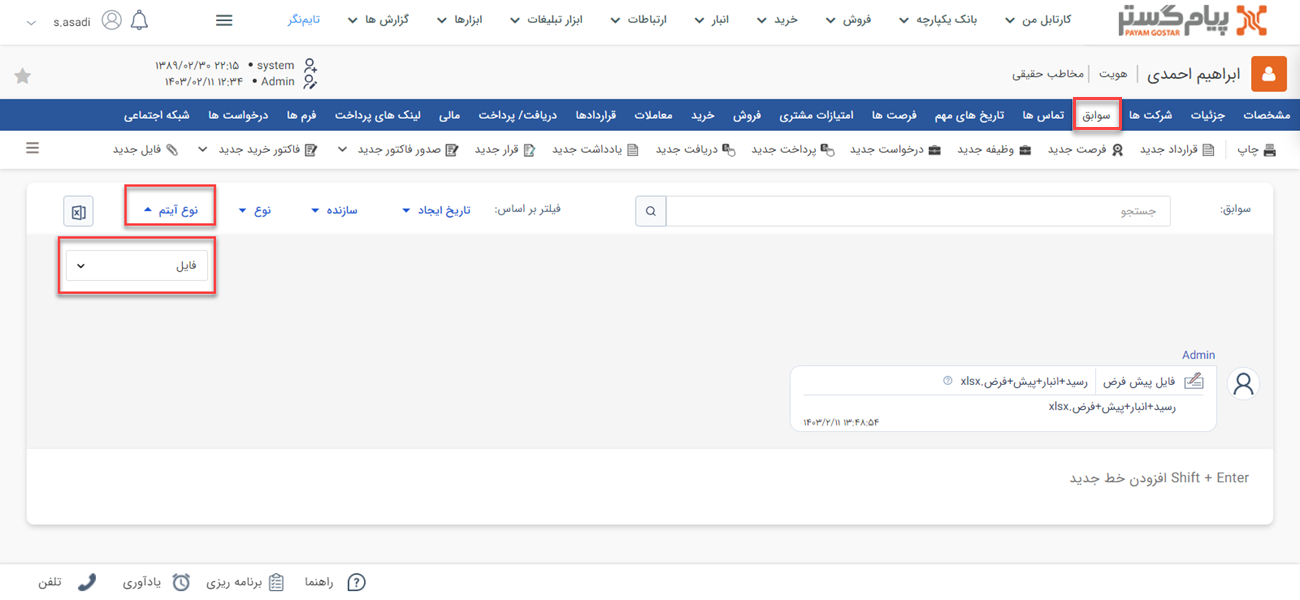 پیام گستر
PAYAM GOSTAR
کارتابل من
بانک یکپارچه
فروش
خرید
انبار
ارتباطات
ابزار تبلیغات
ابزارها
گزارش ها
تایم‌نگر
s.asadi
ابراهیم احمدی
هویت
مخاطب حقیقی
۱۳۸۹/۰۲/۳۰ ۲۲:۱۵ • system
۱۴۰۳/۰۲/۱۱ ۱۲:۳۴ • Admin
مشخصات
جزئیات
شرکت ها
سوابق
تماس ها
تاریخ های مهم
فرصت ها
امتیازات مشتری
فروش
خرید
معاملات
قراردادها
دریافت/ پرداخت
مالی
لینک های پرداخت
فرم ها
درخواست ها
شبکه اجتماعی
چاپ
قرارداد جدید
فرصت جدید
وظیفه جدید
درخواست جدید
پرداخت جدید
دریافت جدید
یادداشت جدید
قرار جدید
صدور فاکتور جدید
فاکتور خرید جدید
فایل جدید
سوابق:
جستجو
فیلتر بر اساس:
تاریخ ایجاد
سازنده
نوع
نوع آیتم
فایل
Admin
فایل پیش فرض
رسید+انبار+پیش+فرض.xlsx
رسید+انبار+پیش+فرض.xlsx
۱۴۰۳/۲/۱۱ ۱۳:۴۸:۵۴
Shift + Enter افزودن خط جدید
راهنما
برنامه ریزی
یادآوری
تلفن